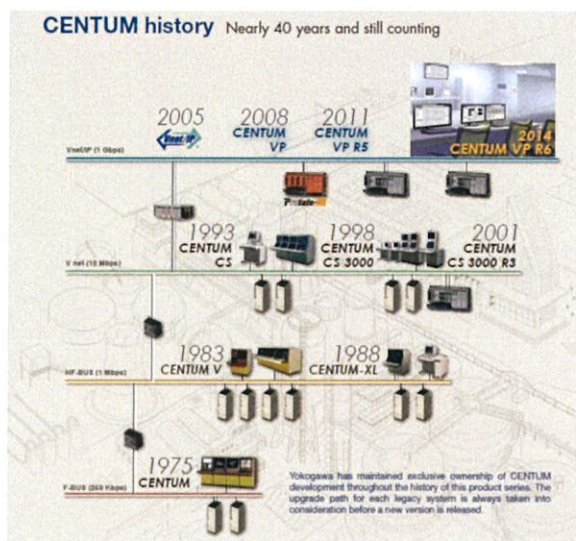 CENTUM history Nearly 40 years and still counting
2005
Vnet/IP
2008
CENTUM
VP
2011
CENTUM
VP R5
2014
CENTUM VP R6
Vnet/IP (1 Gbps)
ProSafe-RS
1993
CENTUM
CS
1998
CENTUM
CS 3000
2001
CENTUM
CS 3000 R3
V net (10 Mbps)
1983
CENTUM V
1988
CENTUM-XL
HF-BUS (1 Mbps)
1975
CENTUM
F-BUS (250 Kbps)
Yokogawa has maintained exclusive ownership of CENTUM
development throughout the history of this product series. The
upgrade path for each legacy system is always taken into
consideration before a new version is released.